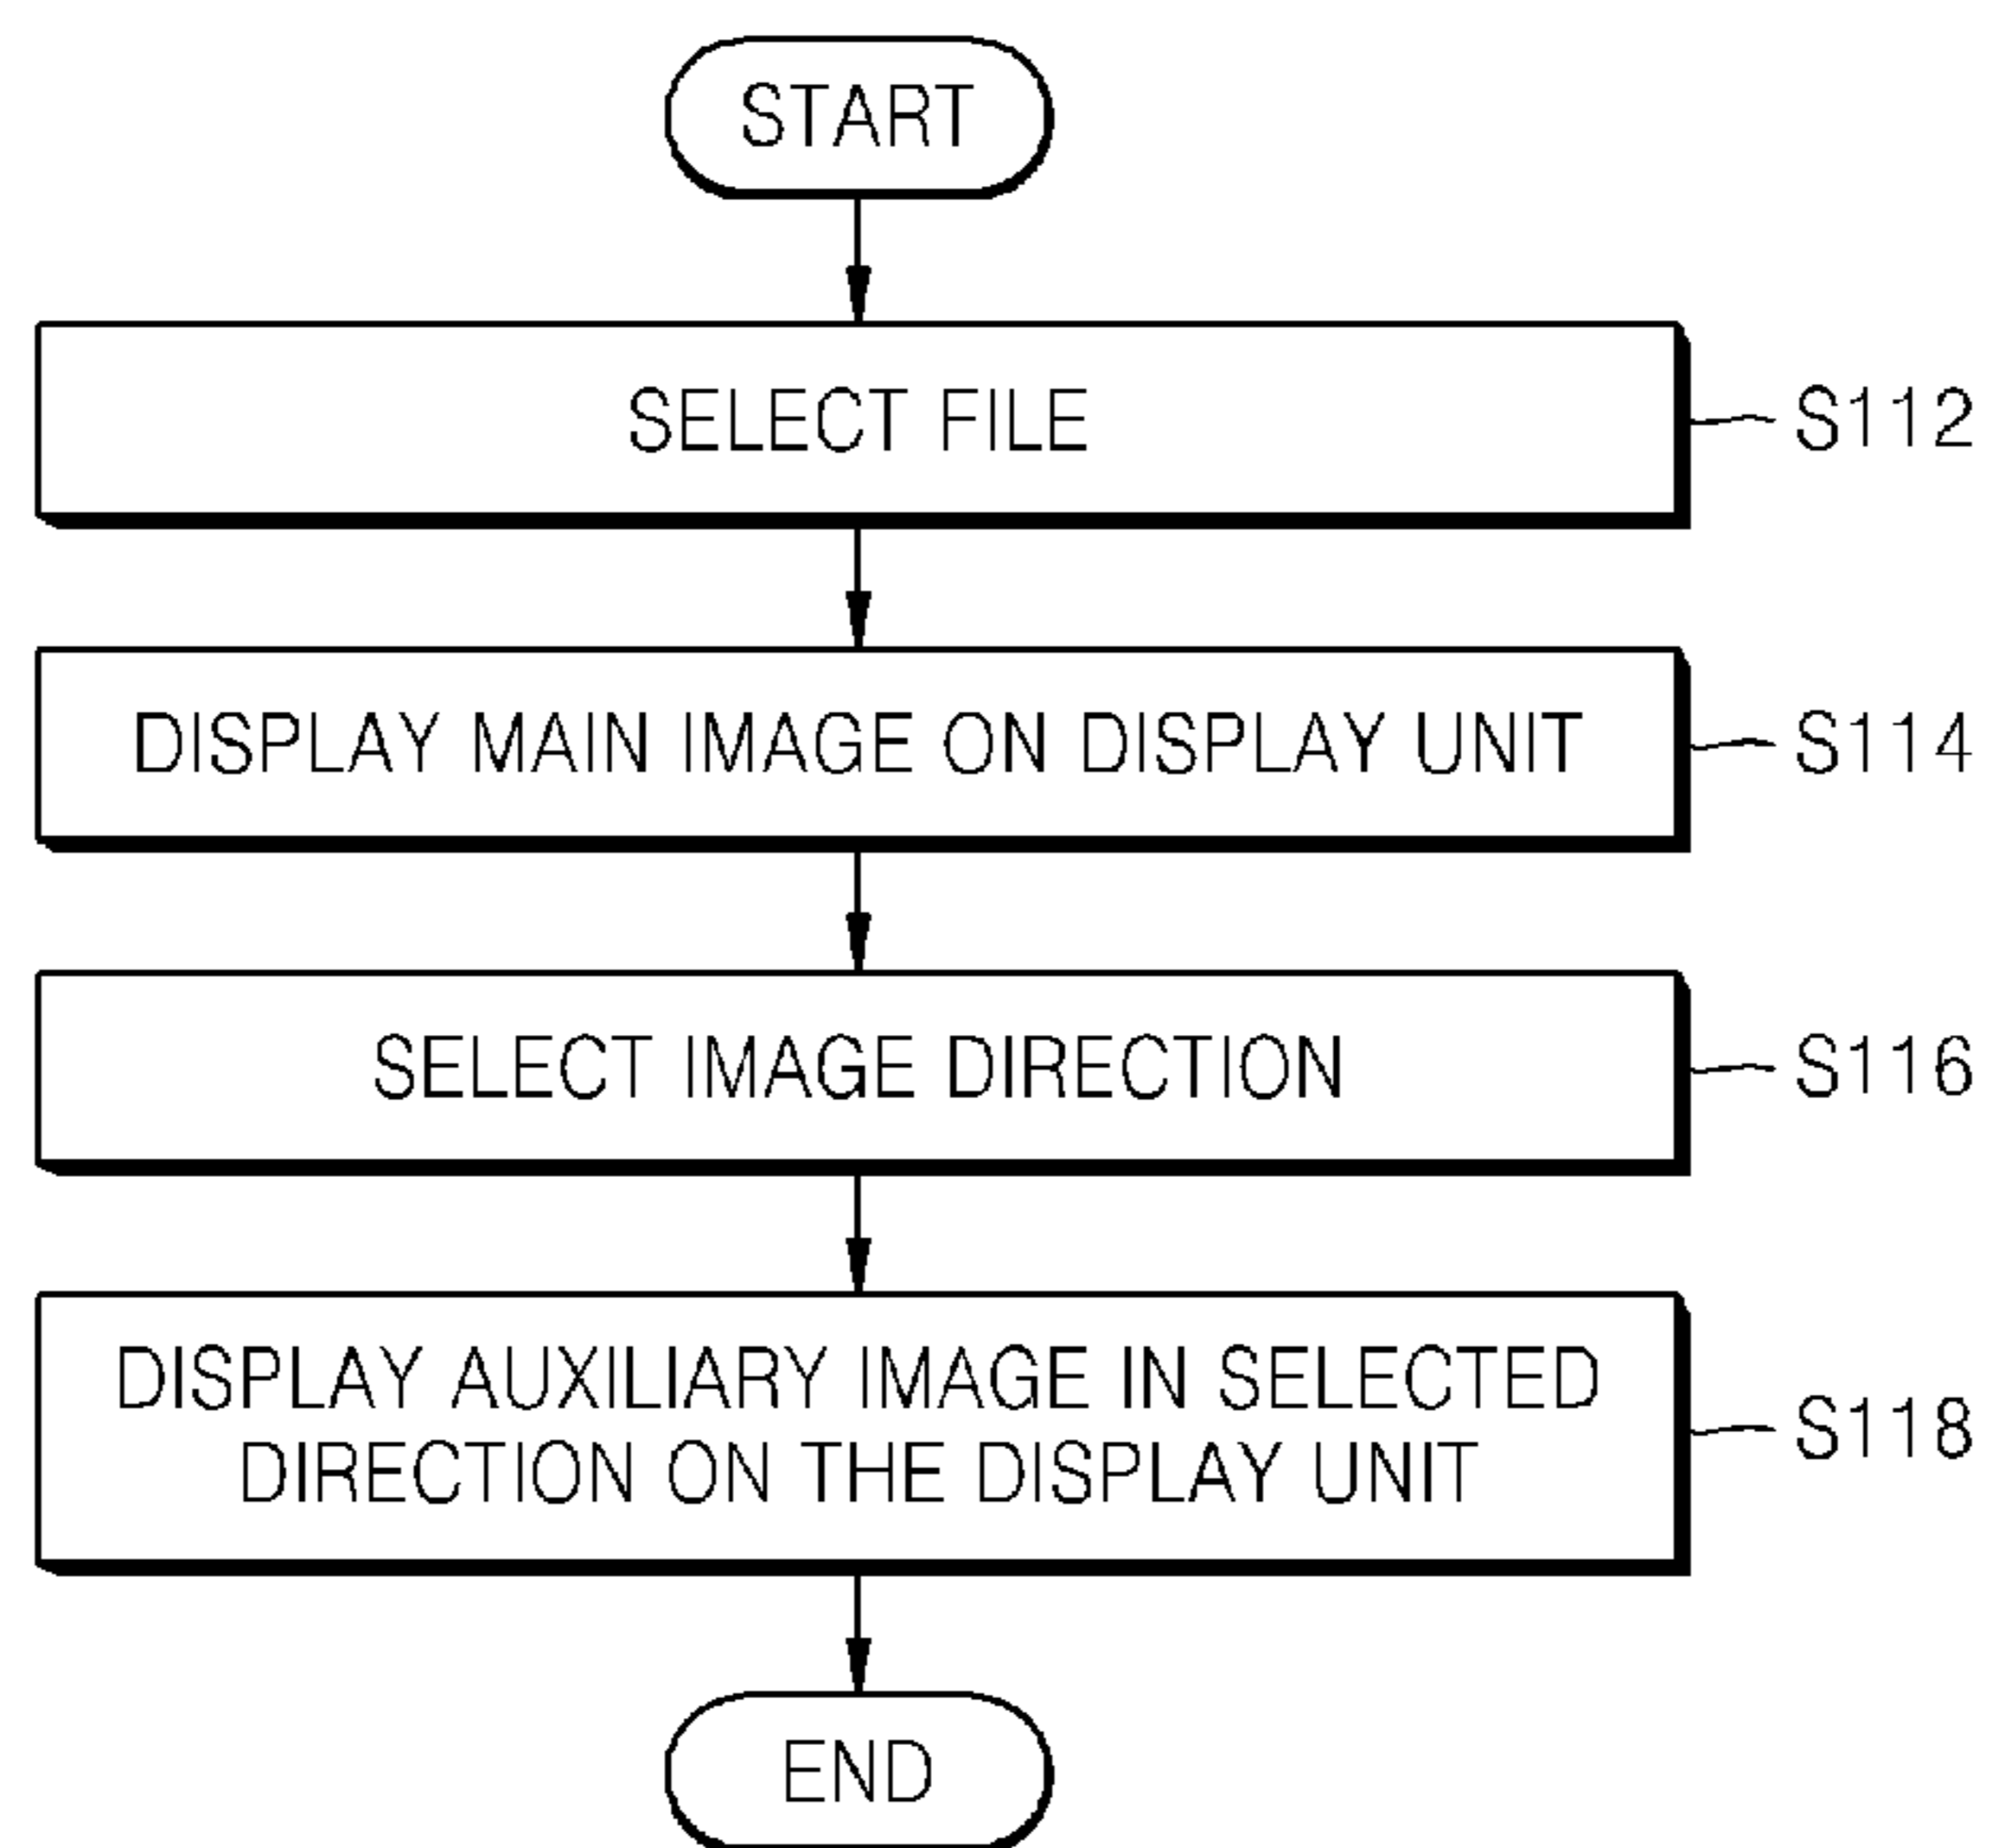 START
SELECT FILE
S112
DISPLAY MAIN IMAGE ON DISPLAY UNIT
S114
SELECT IMAGE DIRECTION
S116
DISPLAY AUXILIARY IMAGE IN SELECTED
DIRECTION ON THE DISPLAY UNIT
S118
END